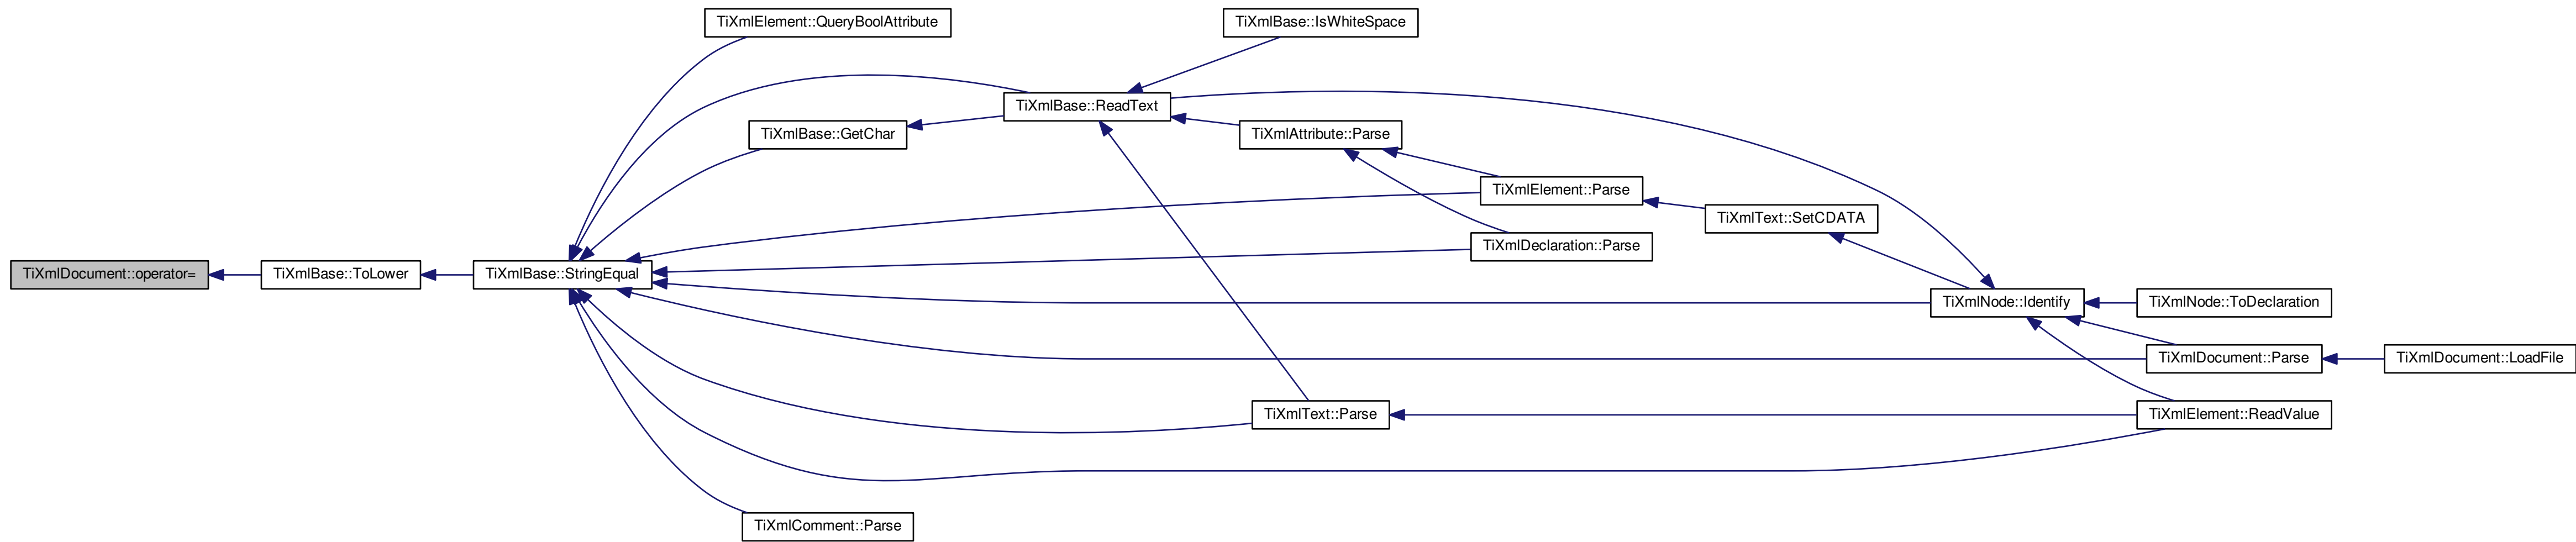 TiXmlElement::QueryBoolAttribute
TiXmlBase::IsWhiteSpace
TiXmlBase::ReadText
TiXmlBase::GetChar
TiXmlAttribute::Parse
TiXmlElement::Parse
TiXmlText::SetCDATA
TiXmlDeclaration::Parse
TiXmlDocument::operator=
TiXmlBase::ToLower
TiXmlBase::StringEqual
TiXmlNode::Identify
TiXmlNode::ToDeclaration
TiXmlDocument::Parse
TiXmlDocument::LoadFile
TiXmlText::Parse
TiXmlElement::ReadValue
TiXmlComment::Parse